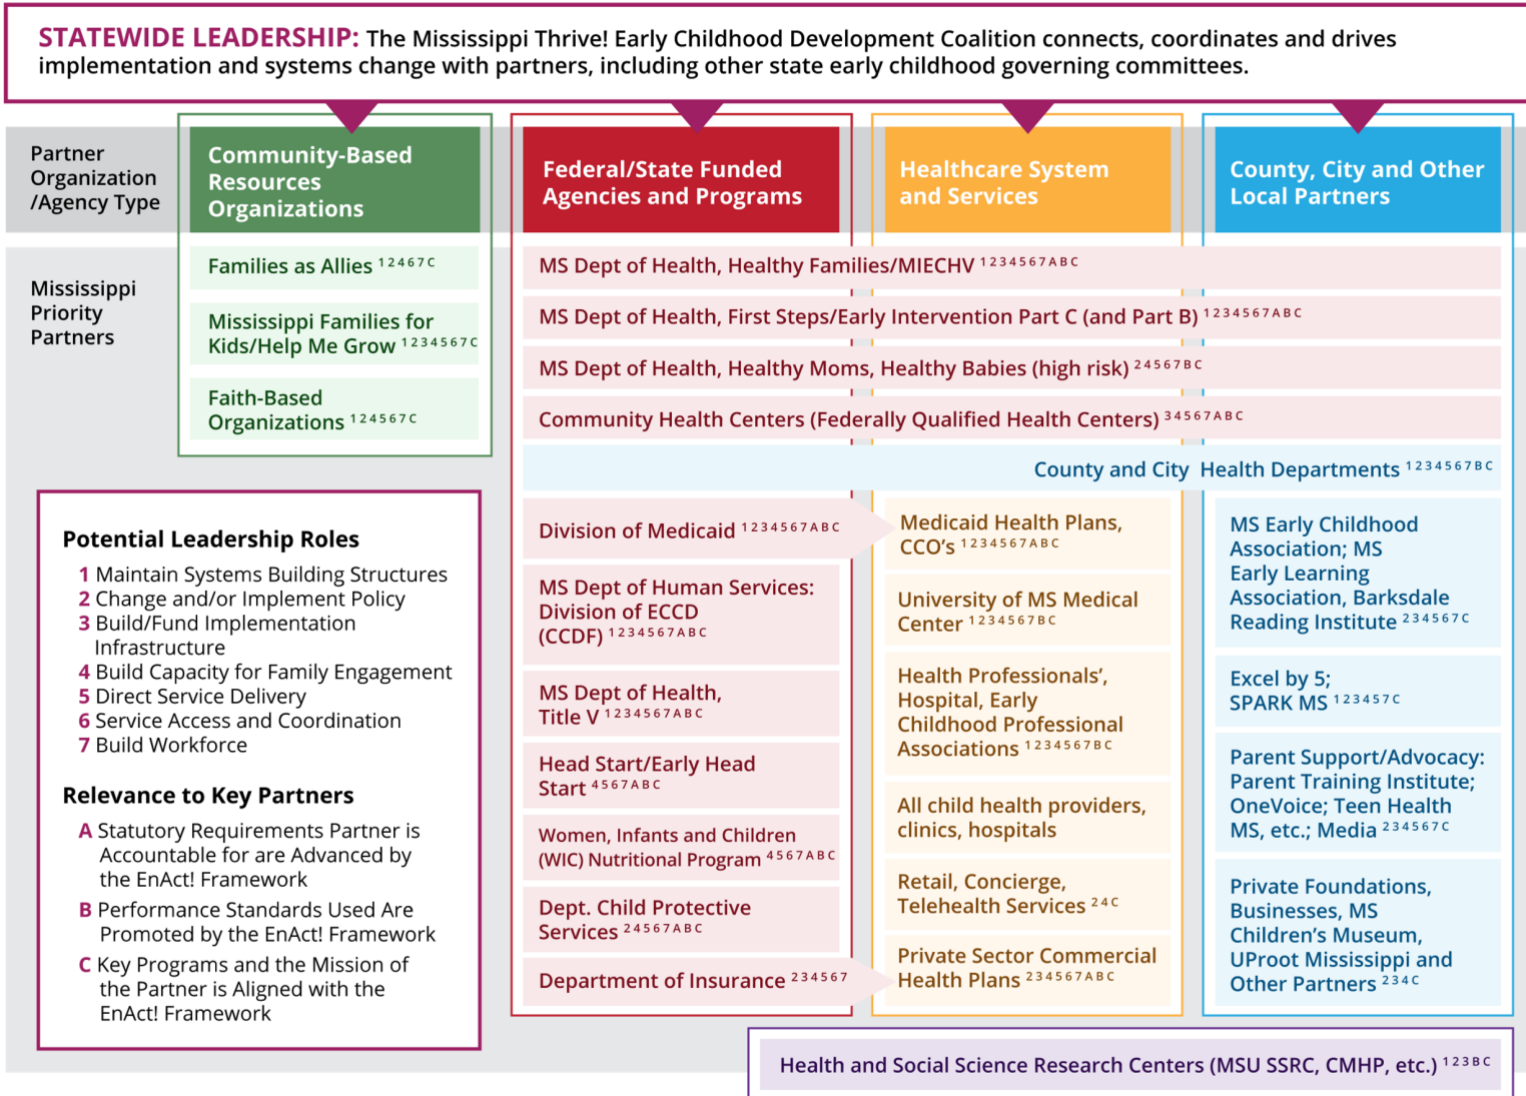 STATEWIDE LEADERSHIP: The Mississippi Thrive! Early Childhood Development Coalition connects, coordinates and drives
implementation and systems change with partners, including other state early childhood governing committees.
Partner
Organization
/Agency Type
Community-Based
Resources
Organizations
Federal/State Funded
Agencies and Programs
Healthcare System
and Services
County, City and Other
Local Partners
Mississippi
Priority
Partners
Families as Allies 1 2 4 6 7 C
Mississippi Families for
Kids/Help Me Grow 1 2 3 4 5 6 7 C
Faith-Based
Organizations 1 2 4 5 6 7 C
MS Dept of Health, Healthy Families/MIECHV 1 2 3 4 5 6 7 A B C
MS Dept of Health, First Steps/Early Intervention Part C (and Part B) 1 2 3 4 5 6 7 A B C
MS Dept of Health, Healthy Moms, Healthy Babies (high risk) 2 4 5 6 7 B C
Community Health Centers (Federally Qualified Health Centers) 3 4 5 6 7 A B C
County and City Health Departments 1 2 3 4 5 6 7 B C
Potential Leadership Roles
1 Maintain Systems Building Structures
2 Change and/or Implement Policy
3 Build/Fund Implementation
Infrastructure
4 Build Capacity for Family Engagement
5 Direct Service Delivery
6 Service Access and Coordination
7 Build Workforce
Relevance to Key Partners
A Statutory Requirements Partner is
Accountable for are Advanced by
the EnAct! Framework
B Performance Standards Used Are
Promoted by the EnAct! Framework
C Key Programs and the Mission of
the Partner is Aligned with the
EnAct! Framework
Division of Medicaid 1 2 3 4 5 6 7 A B C
MS Dept of Human Services:
Division of ECCD
(CCDF) 1 2 3 4 5 6 7 A B C
MS Dept of Health,
Title V 1 2 3 4 5 6 7 A B C
Head Start/Early Head
Start 4 5 6 7 A B C
Women, Infants and Children
(WIC) Nutritional Program 4 5 6 7 A B C
Dept. Child Protective
Services 2 4 5 6 7 A B C
Department of Insurance 2 3 4 5 6 7
Medicaid Health Plans,
CCO's 1 2 3 4 5 6 7 A B C
University of MS Medical
Center 1 2 3 4 5 6 7 B C
Health Professionals',
Hospital, Early
Childhood Professional
Associations 1 2 3 4 5 6 7 B C
All child health providers,
clinics, hospitals
Retail, Concierge,
Telehealth Services 2 4 C
Private Sector Commercial
Health Plans 2 3 4 5 6 7 A B C
MS Early Childhood
Association; MS
Early Learning
Association, Barksdale
Reading Institute 2 3 4 5 6 7 C
Excel by 5;
SPARK MS 1 2 3 4 5 7 C
Parent Support/Advocacy:
Parent Training Institute;
OneVoice; Teen Health
MS, etc.; Media 2 3 4 5 6 7 C
Private Foundations,
Businesses, MS
Children's Museum,
UProot Mississippi and
Other Partners 2 3 4 C
Health and Social Science Research Centers (MSU SSRC, CMHP, etc.) 1 2 3 B C